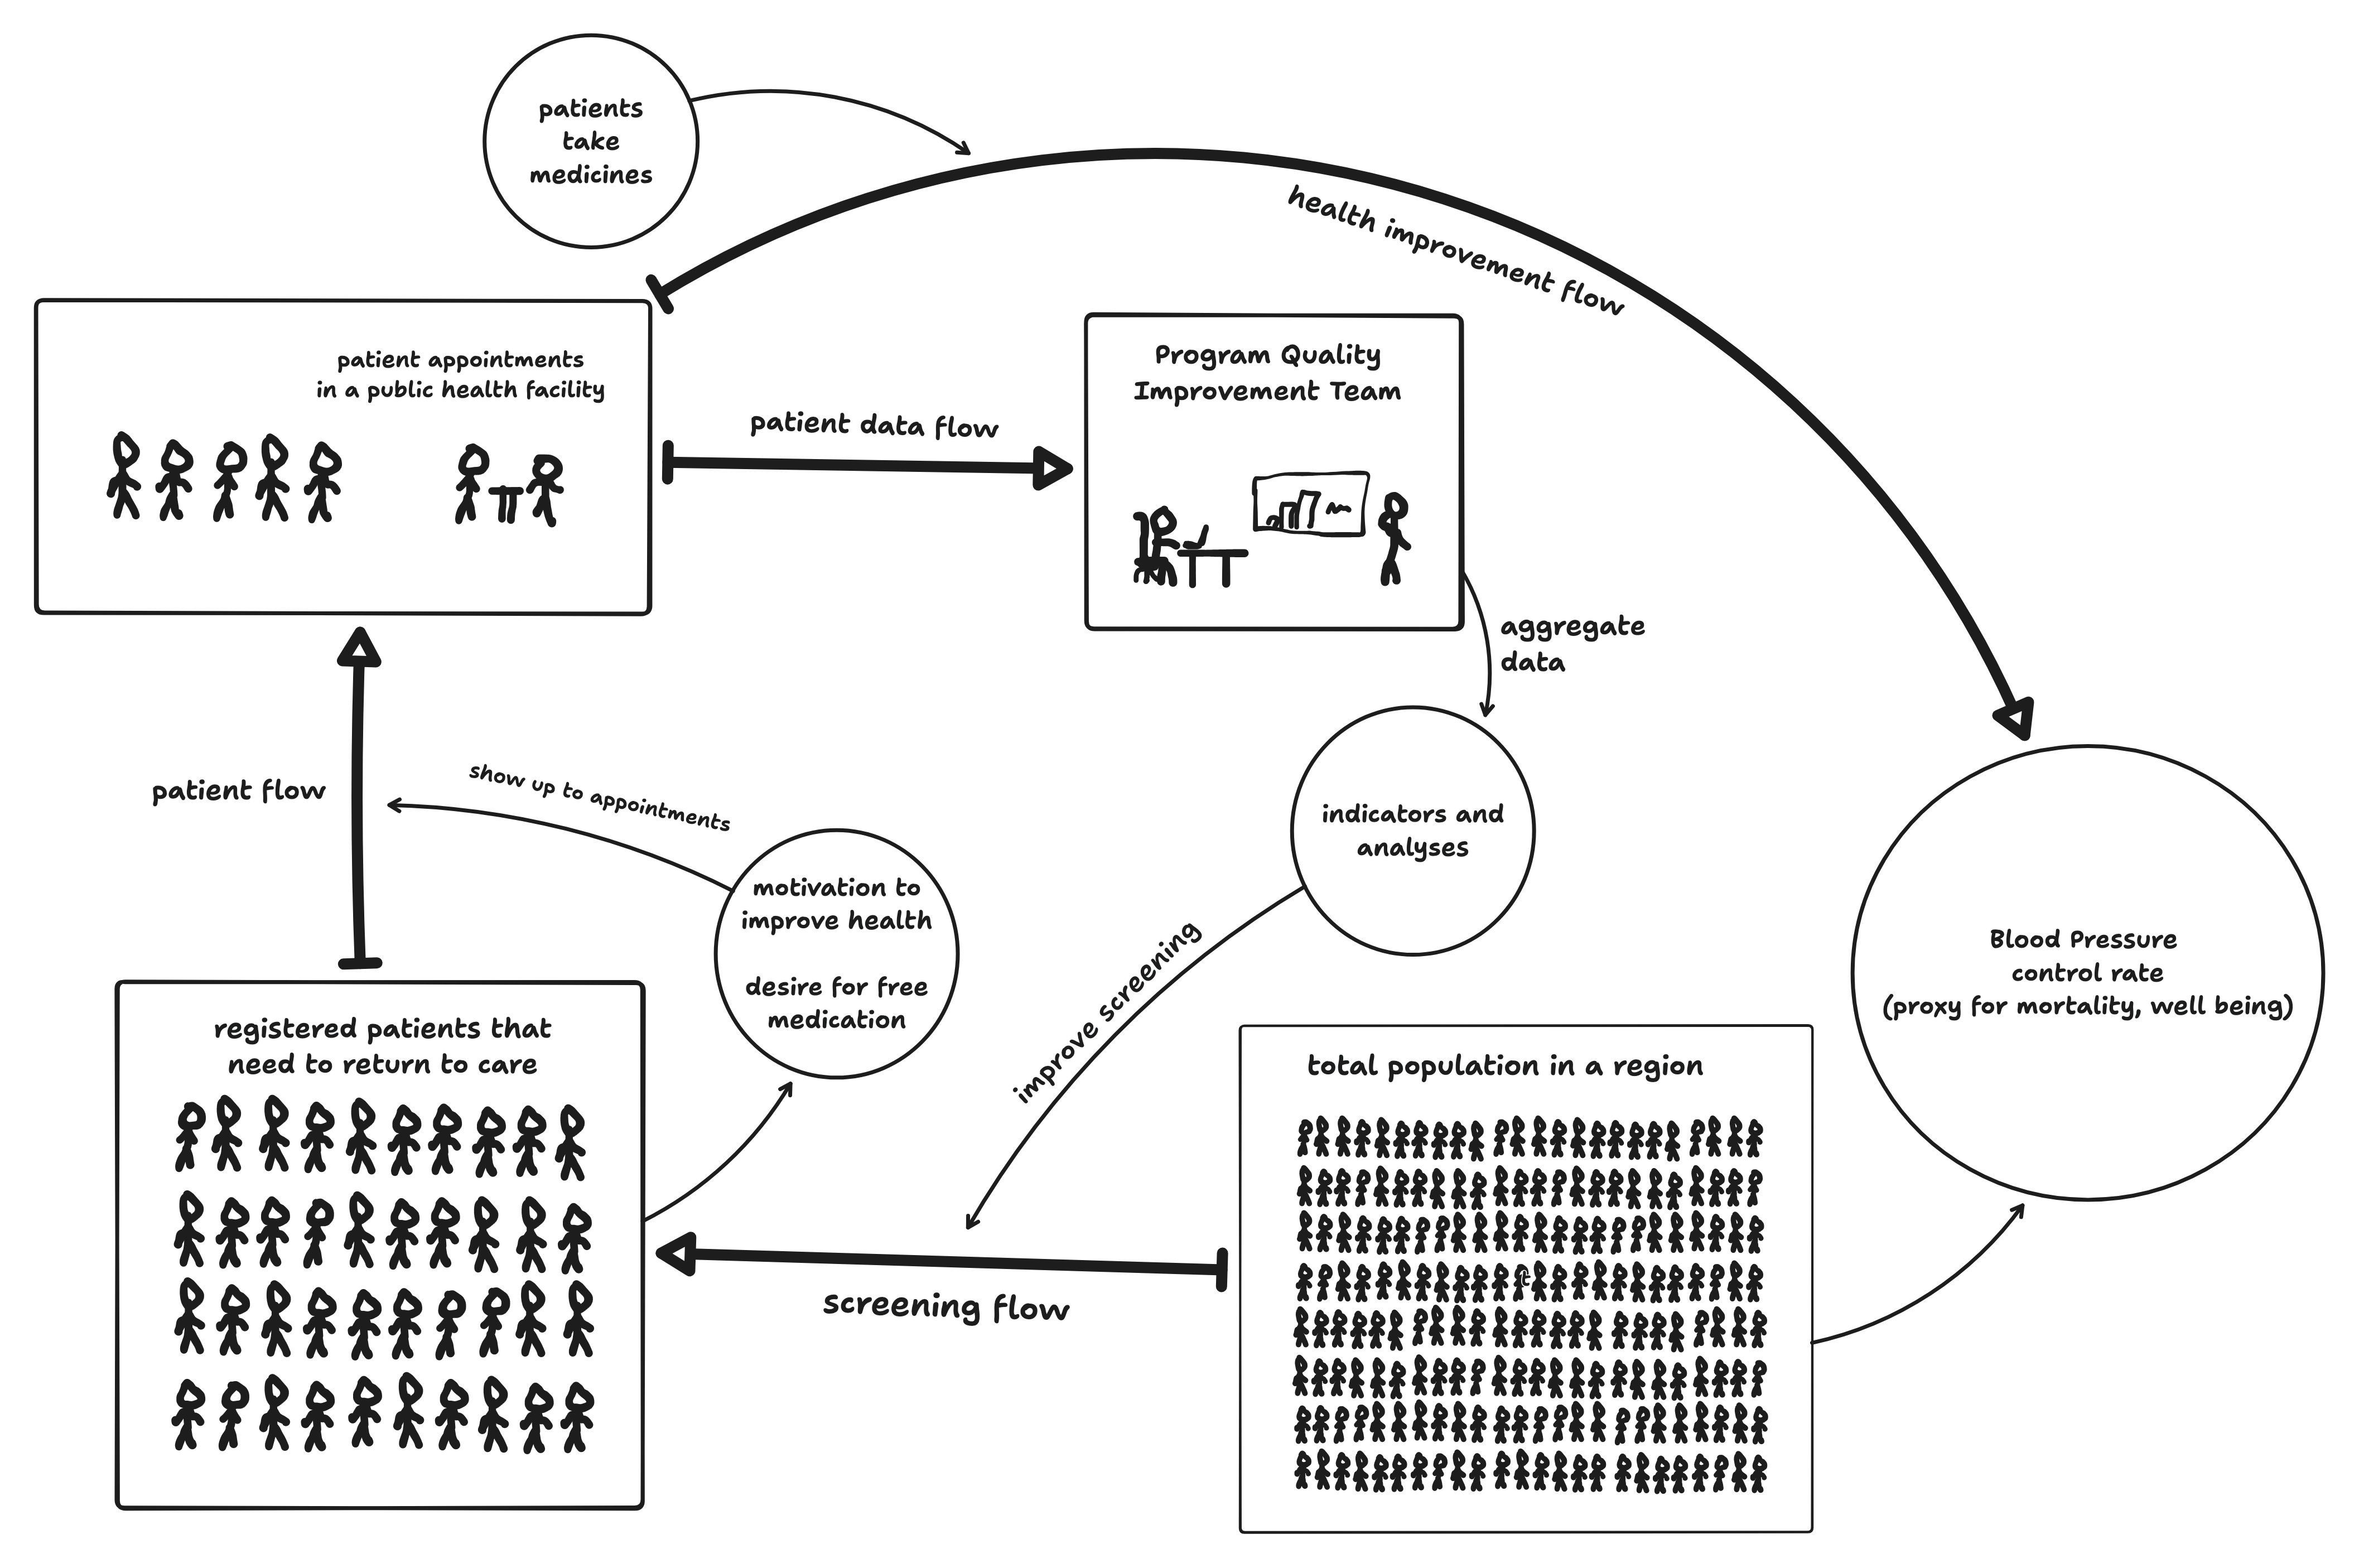 patients
take
medicines
health improvement flow
patient appointments
in a public health facility
patient data flow
Program Quality
Improvement Team
aggregate
data
patient flow
show up to appointments
motivation to
improve health
desire for free
medication
indicators and
analyses
improve screening
Blood Pressure
control rate
(proxy for mortality, well being)
registered patients that
need to return to care
total population in a region
screening flow